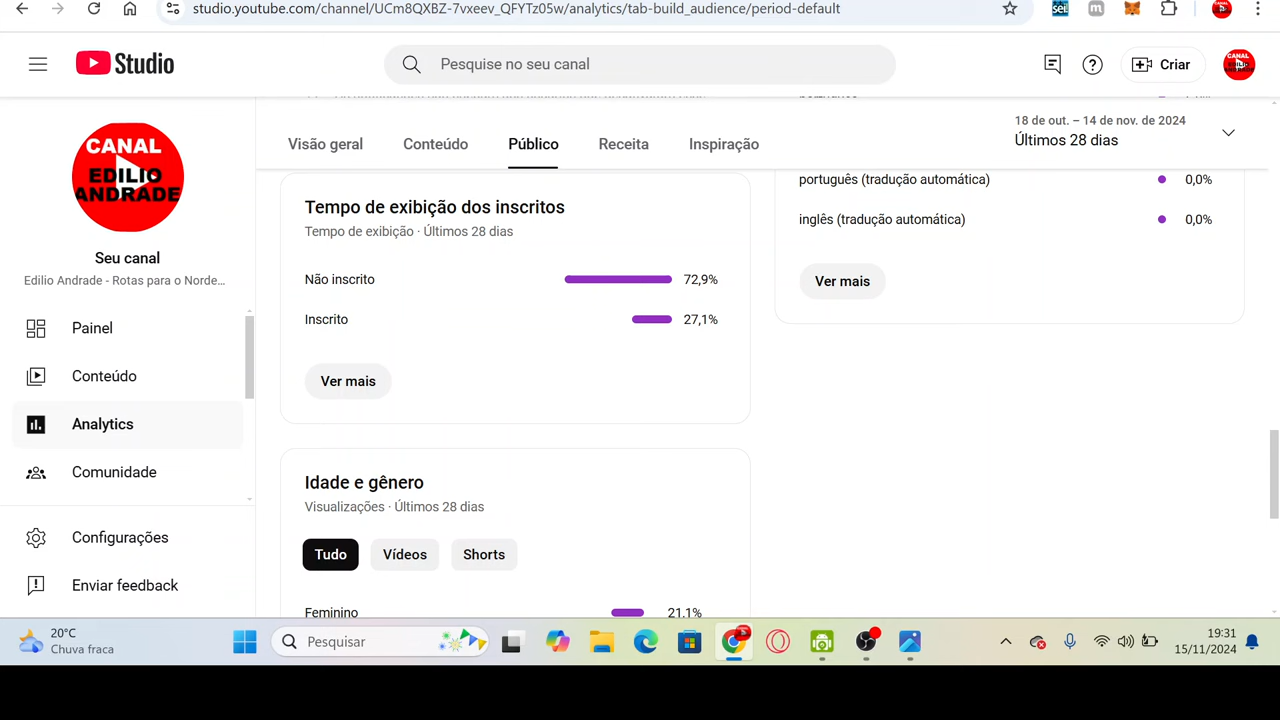 studio.youtube.com/channel/UCm8QXBZ-7vxeev_QFYTz05w/analytics/tab-build_audience/period-default
Studio
Pesquise no seu canal
Criar
CANAL
EDILIO
ANDRADE
Seu canal
Edilio Andrade - Rotas para o Norde...
Painel
Conteúdo
Analytics
Comunidade
Configurações
Enviar feedback
Visão geral
Conteúdo
Público
Receita
Inspiração
18 de out. – 14 de nov. de 2024
Últimos 28 dias
Tempo de exibição dos inscritos
Tempo de exibição · Últimos 28 dias
Não inscrito 72,9%
Inscrito 27,1%
Ver mais
português (tradução automática) 0,0%
inglês (tradução automática) 0,0%
Ver mais
Idade e gênero
Visualizações · Últimos 28 dias
Tudo
Vídeos
Shorts
Feminino 21,1%
20°C
Chuva fraca
Pesquisar
19:31
15/11/2024